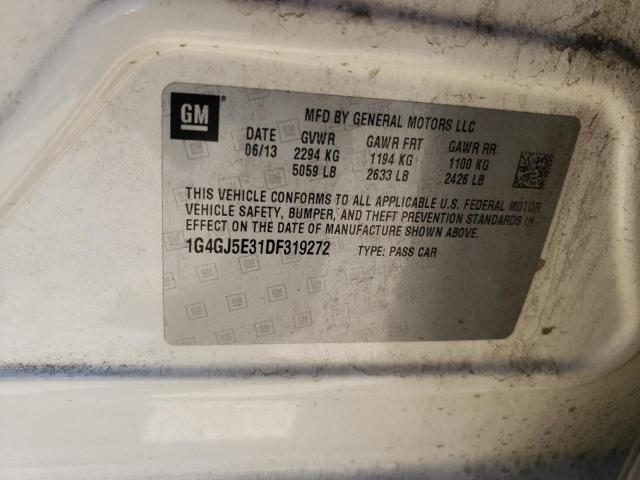 GM
MFD BY GENERAL MOTORS LLC
DATE GVWR GAWR FRT GAWR RR
06/13 2294 KG 1194 KG 1100 KG
5059 LB 2633 LB 2426 LB
THIS VEHICLE CONFORMS TO ALL APPLICABLE U.S. FEDERAL MOTOR
VEHICLE SAFETY, BUMPER, AND THEFT PREVENTION STANDARDS IN
EFFECT ON THE DATE OF MANUFACTURE SHOWN ABOVE.
1G4GJ5E31DF319272 TYPE: PASS CAR